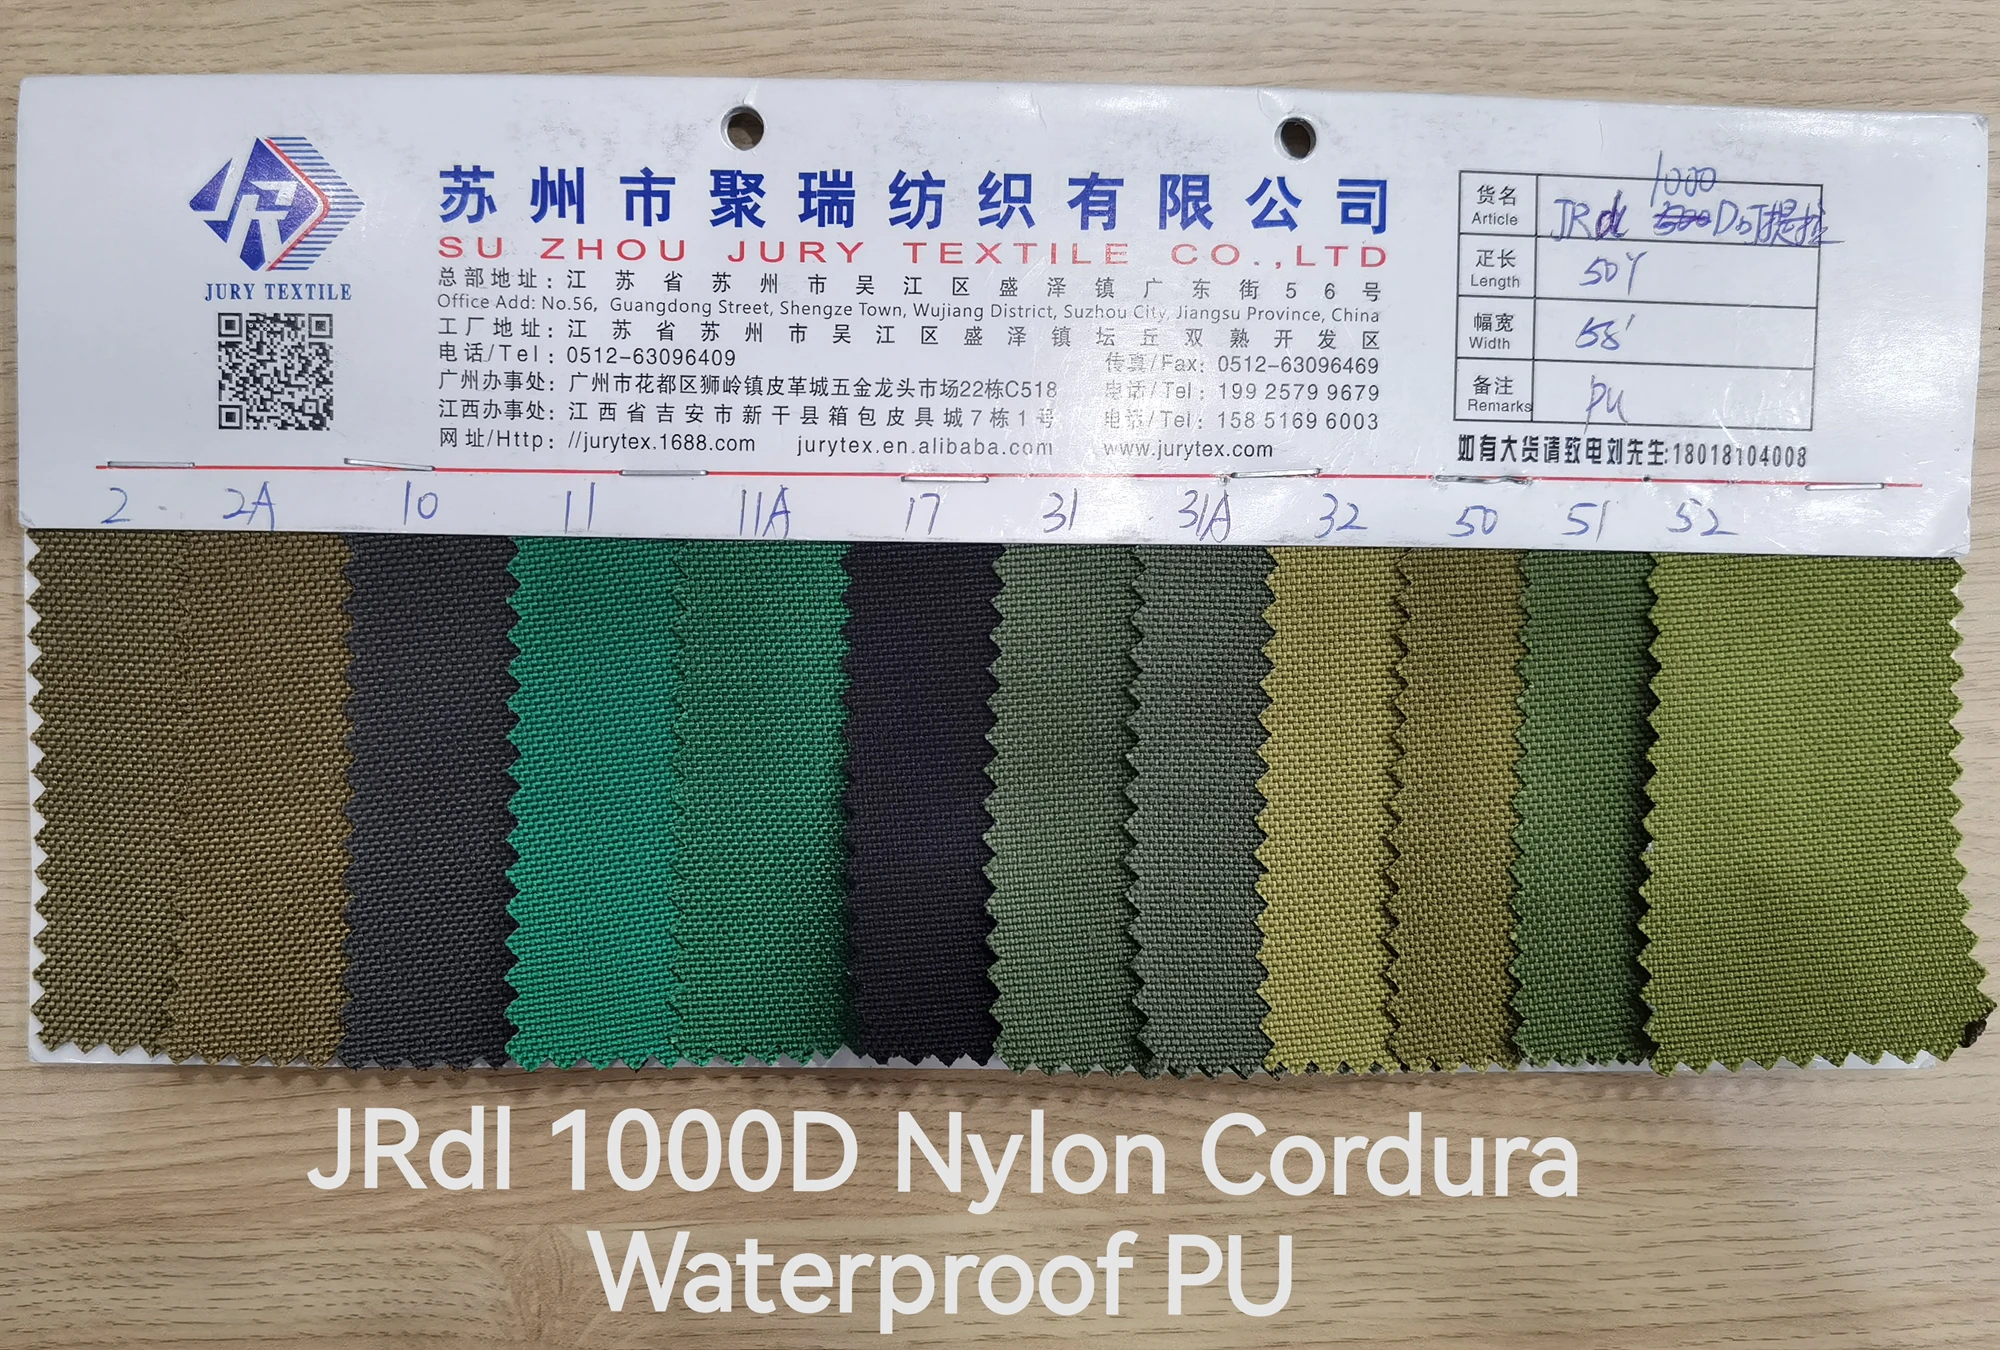 苏州市聚瑞纺织有限公司
SU ZHOU JURY TEXTILE CO.,LTD
JURY TEXTILE
总部地址：江苏省苏州市吴江区盛泽镇广东街56号
Office Add: No.56, Guangdong Street, Shengze Town, Wujiang District, Suzhou City, Jiangsu Province, China
工厂地址：江苏省苏州市吴江区盛泽镇坛丘双熟开发区
电话/Tel：0512-63096409 传真/Fax：0512-63096469
广州办事处：广州市花都区狮岭镇皮革城五金龙头市场22栋C518 电话/Tel：199 2579 9679
江西办事处：江西省吉安市新干县箱包皮具城7栋1号 电话/Tel：158 5169 6003
网址/Http：//jurytex.1688.com jurytex.en.alibaba.com www.jurytex.com
1000
货名 Article JRdl D
正长 Length 50Y
幅宽 Width 58'
备注 Remarks PU
如有大货请致电刘先生:18018104008
2 2A 10 11 11A 17 31 31A 32 50 51 52
JRdl 1000D Nylon Cordura
Waterproof PU